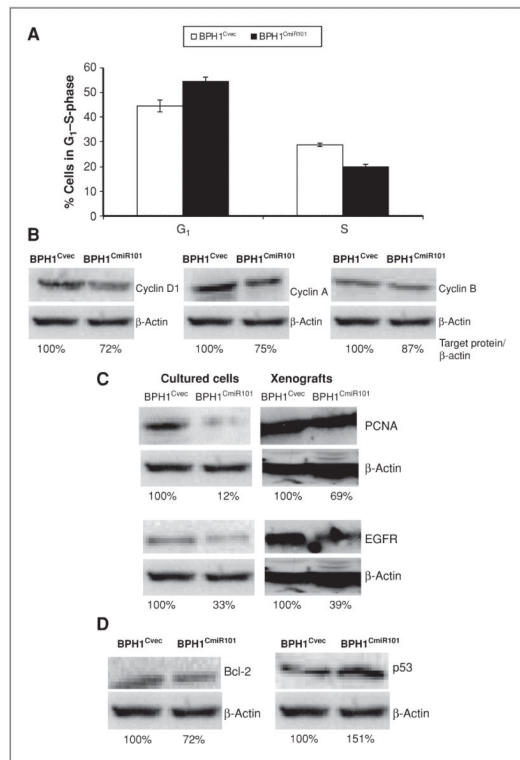 A
BPH1Cvec BPH1CmiR101
% Cells in G1–S-phase
60
50
40
30
20
10
0
G1 S
B
BPH1Cvec BPH1CmiR101 BPH1Cvec BPH1CmiR101 BPH1Cvec BPH1CmiR101
Cyclin D1 Cyclin A Cyclin B
β-Actin β-Actin β-Actin
100% 72% 100% 75% 100% 87% Target protein/
β-actin
C
Cultured cells Xenografts
BPH1Cvec BPH1CmiR101 BPH1Cvec BPH1CmiR101
PCNA
β-Actin
100% 12% 100% 69%
EGFR
β-Actin
100% 33% 100% 39%
D
BPH1Cvec BPH1CmiR101 BPH1Cvec BPH1CmiR101
Bcl-2 p53
β-Actin β-Actin
100% 72% 100% 151%